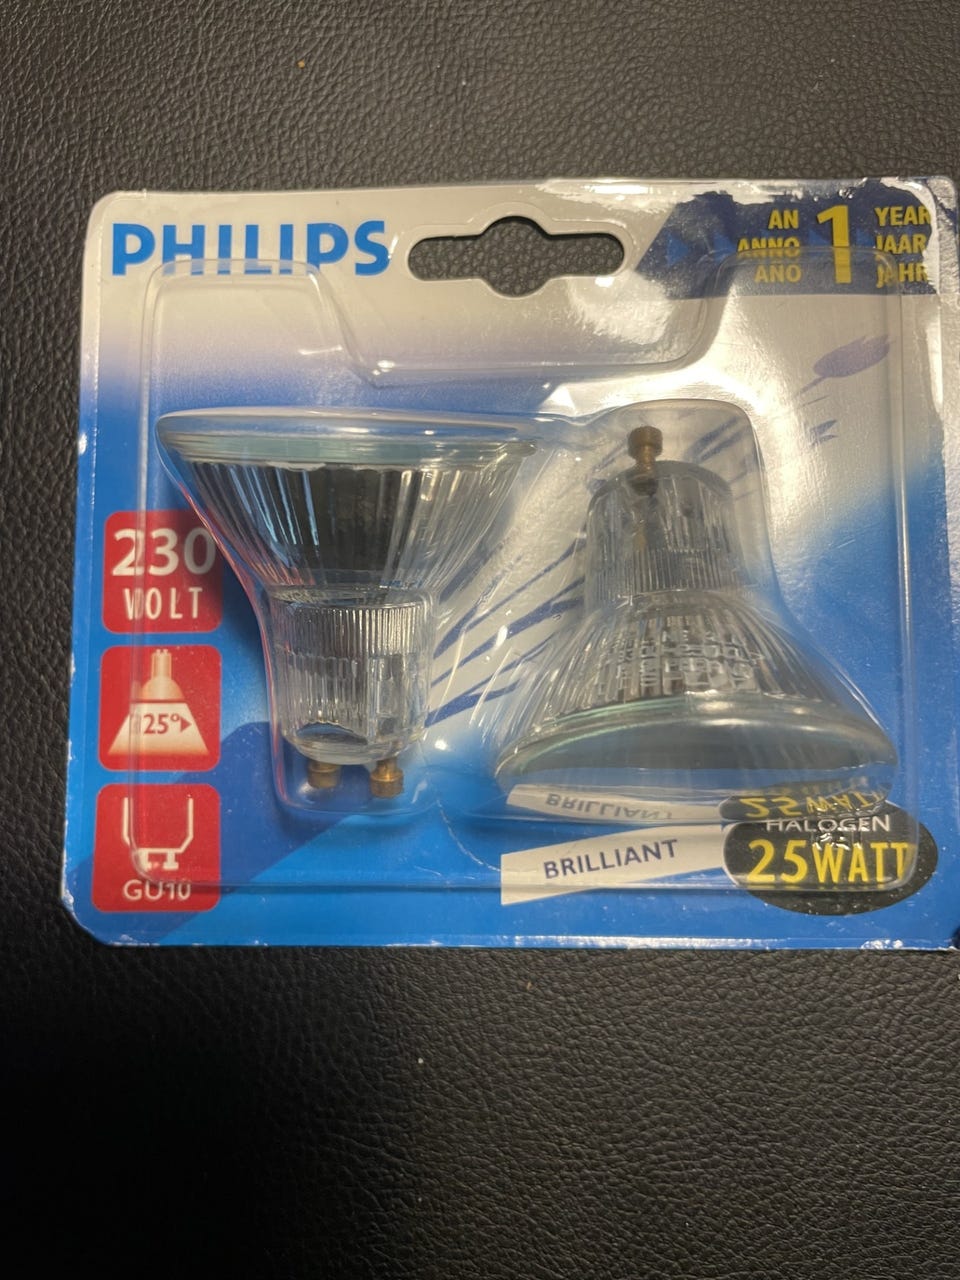 PHILIPS
AN 1 YEAR
ANNO JAAR
AÑO JAHR
230
VOLT
25°
GU10
BRILLIANT
HALOGEN
25WATT